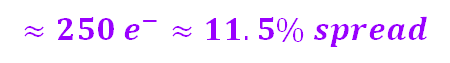 ≈ 250 e⁻ ≈ 11.5% spread